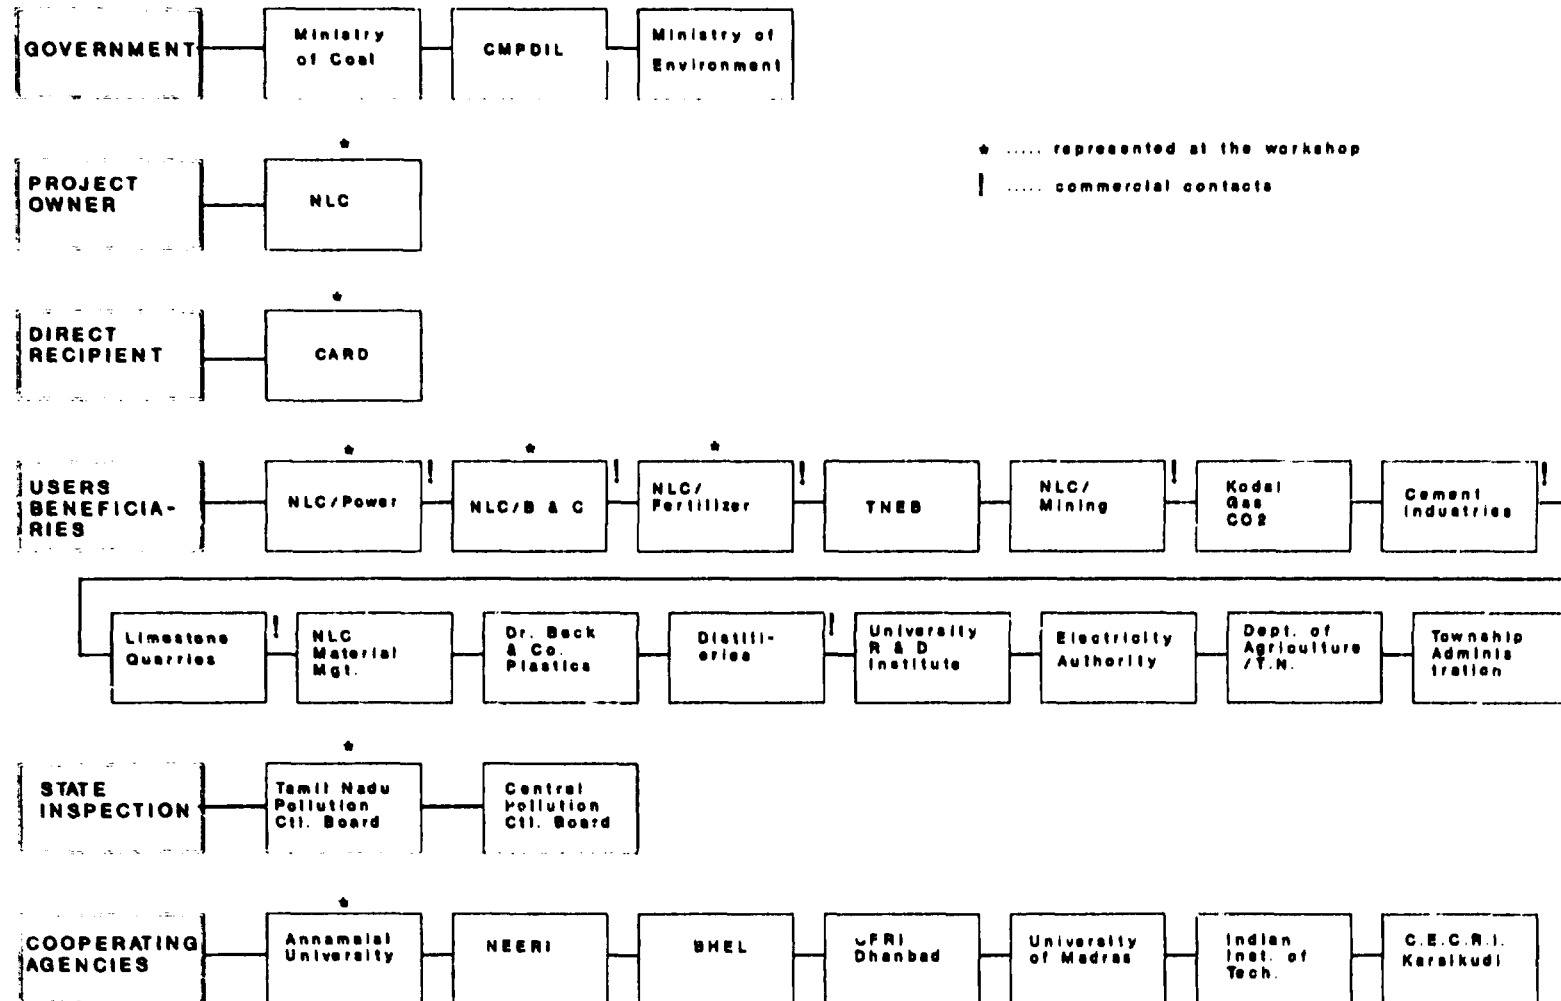 GOVERNMENT
Ministry
of Coal
CMPDIL
Ministry of
Environment
* ..... represented at the workshop
! ..... commercial contacts
*
PROJECT
OWNER
NLC
*
DIRECT
RECIPIENT
CARD
USERS
BENEFICIA-
RIES
*
NLC/Power
!
*
NLC/B & C
!
*
NLC/
Fertilizer
!
TNEB
NLC/
Mining
!
Kodai
Gas
CO2
Cement
Industries
!
Limestone
Quarries
!
NLC
Material
Mgt.
Dr. Beck
& Co.
Plastics
Distill-
eries
!
University
R & D
Institute
Electricity
Authority
Dept. of
Agriculture
/T.N.
Township
Adminis
tration
STATE
INSPECTION
*
Tamil Nadu
Pollution
Ctl. Board
Central
Pollution
Ctl. Board
COOPERATING
AGENCIES
*
Annamalai
University
NEERI
BHEL
CFRI
Dhanbad
University
of Madras
Indian
Inst. of
Tech.
C.E.C.R.I.
Karaikudi